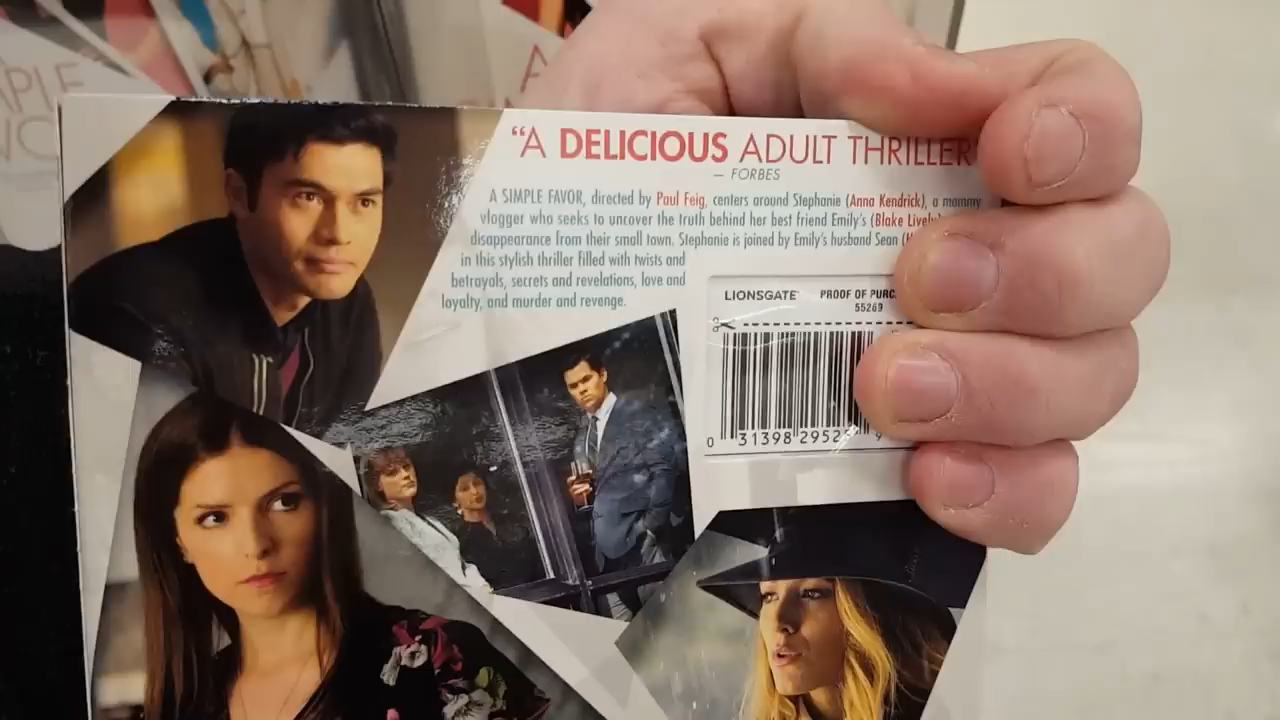 "A DELICIOUS ADULT THRILLER
– FORBES
A SIMPLE FAVOR, directed by Paul Feig, centers around Stephanie (Anna Kendrick), a mommy
vlogger who seeks to uncover the truth behind her best friend Emily's (Blake Lively)
disappearance from their small town. Stephanie is joined by Emily's husband Sean
in this stylish thriller filled with twists and
betrayals, secrets and revelations, love and
loyalty, and murder and revenge.
LIONSGATE PROOF OF
55269
0 31398 2952 9